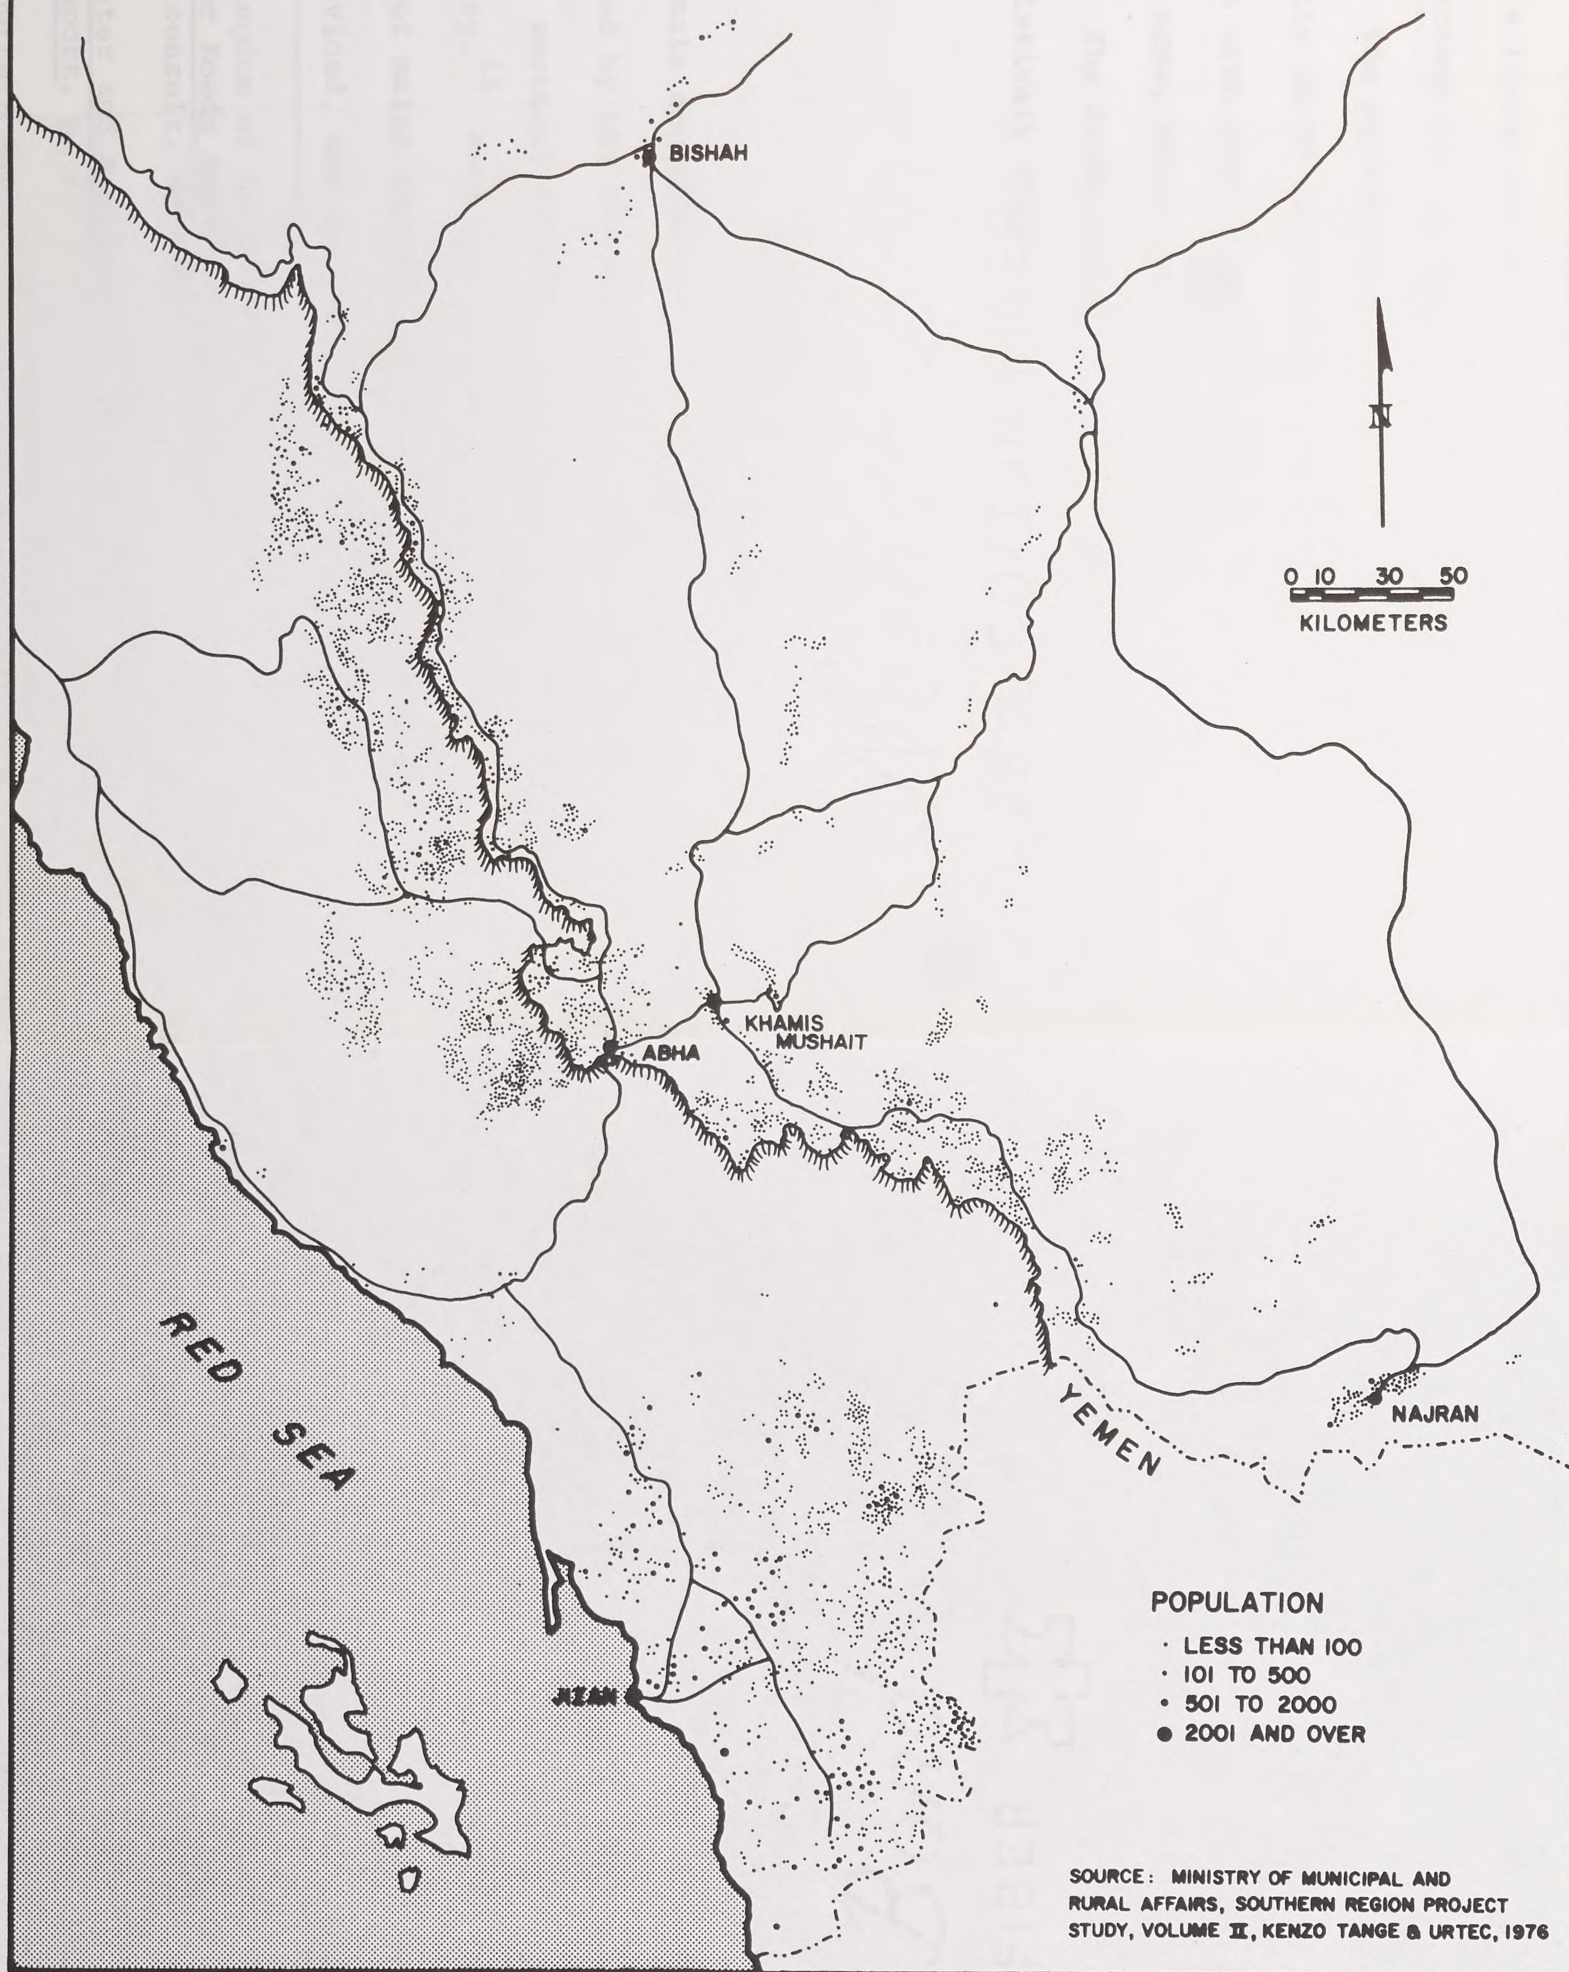 BISHAH
N
0 10 30 50
KILOMETERS
KHAMIS
MUSHAIT
ABHA
RED SEA
YEMEN
NAJRAN
JIZAN
POPULATION
LESS THAN 100
101 TO 500
501 TO 2000
2001 AND OVER
SOURCE: MINISTRY OF MUNICIPAL AND
RURAL AFFAIRS, SOUTHERN REGION PROJECT
STUDY, VOLUME II, KENZO TANGE & URTEC, 1976